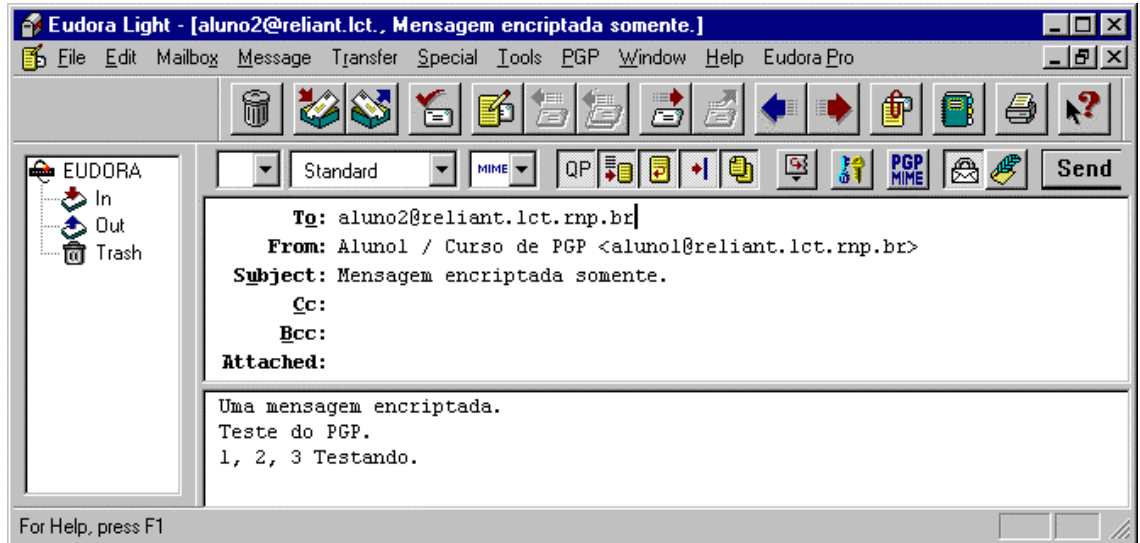 Eudora Light - [aluno2@reliant.lct., Mensagem encriptada somente.]
File Edit Mailbox Message Transfer Special Tools PGP Window Help Eudora Pro
EUDORA
In
Out
Trash
Standard MIME QP PGP MIME Send
To: aluno2@reliant.lct.rnp.br
From: Aluno1 / Curso de PGP <aluno1@reliant.lct.rnp.br>
Subject: Mensagem encriptada somente.
Cc:
Bcc:
Attached:
Uma mensagem encriptada.
Teste do PGP.
1, 2, 3 Testando.
For Help, press F1